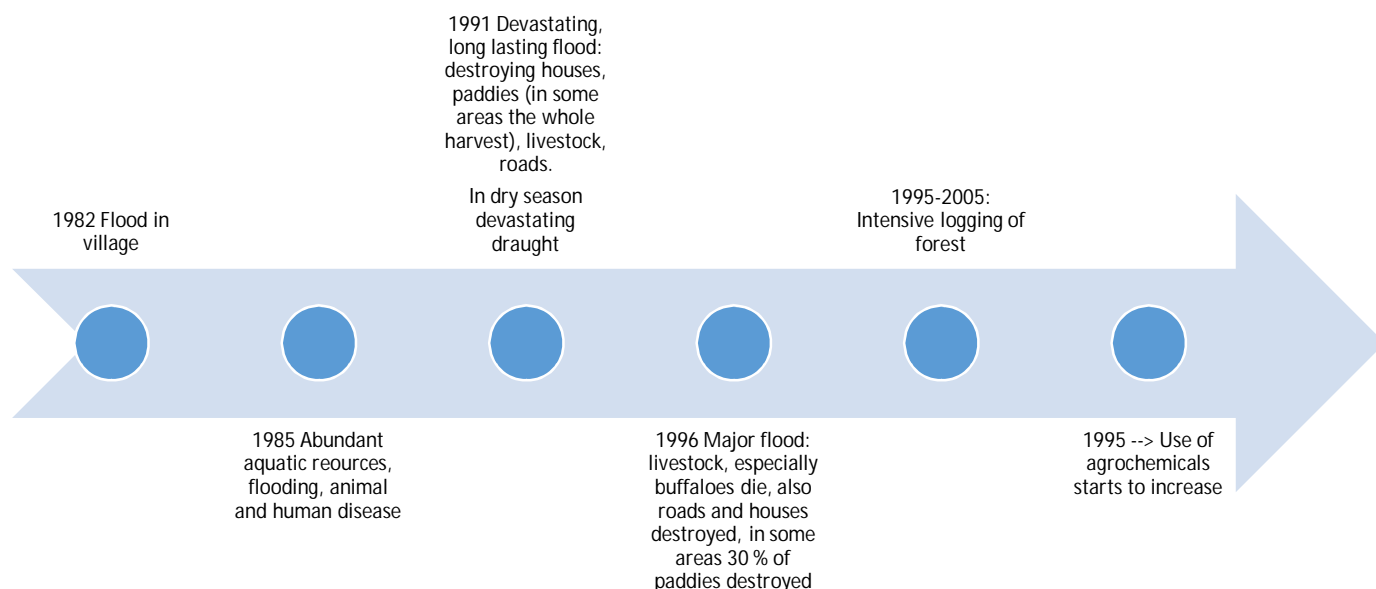 1982 Flood in
village
1985 Abundant
aquatic reources,
flooding, animal
and human disease
1991 Devastating,
long lasting flood:
destroying houses,
paddies (in some
areas the whole
harvest), livestock,
roads.
In dry season
devastating
draught
1996 Major flood:
livestock, especially
buffaloes die, also
roads and houses
destroyed, in some
areas 30 % of
paddies destroyed
1995-2005:
Intensive logging of
forest
1995 --> Use of
agrochemicals
starts to increase